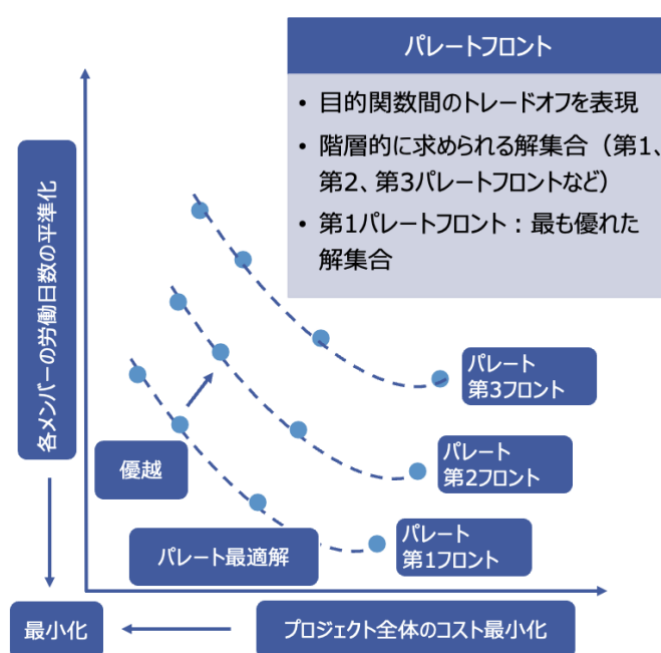 パレートフロント
• 目的関数間のトレードオフを表現
• 階層的に求められる解集合（第1、
第2、第3パレートフロントなど）
• 第1パレートフロント：最も優れた
解集合
各メンバーの労働日数の平準化
パレート
第3フロント
パレート
第2フロント
優越
パレート最適解
パレート
第1フロント
最小化
プロジェクト全体のコスト最小化